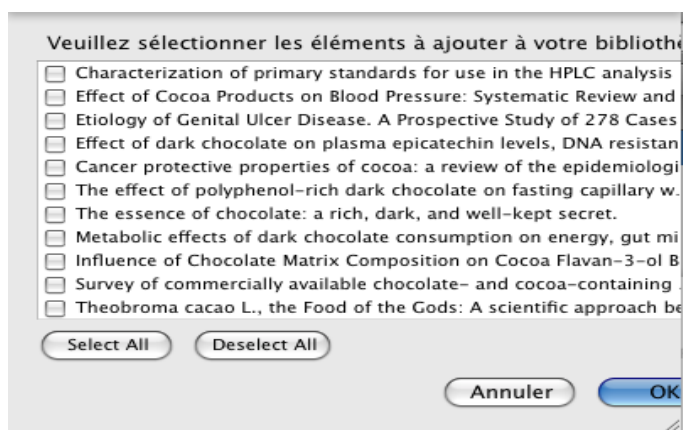 Veuillez sélectionner les éléments à ajouter à votre biblioth
Characterization of primary standards for use in the HPLC analysis
Effect of Cocoa Products on Blood Pressure: Systematic Review and
Etiology of Genital Ulcer Disease. A Prospective Study of 278 Cases
Effect of dark chocolate on plasma epicatechin levels, DNA resistan
Cancer protective properties of cocoa: a review of the epidemiologi
The effect of polyphenol-rich dark chocolate on fasting capillary w.
The essence of chocolate: a rich, dark, and well-kept secret.
Metabolic effects of dark chocolate consumption on energy, gut mi
Influence of Chocolate Matrix Composition on Cocoa Flavan-3-ol B
Survey of commercially available chocolate- and cocoa-containing .
Theobroma cacao L., the Food of the Gods: A scientific approach be
Select All Deselect All
Annuler OK